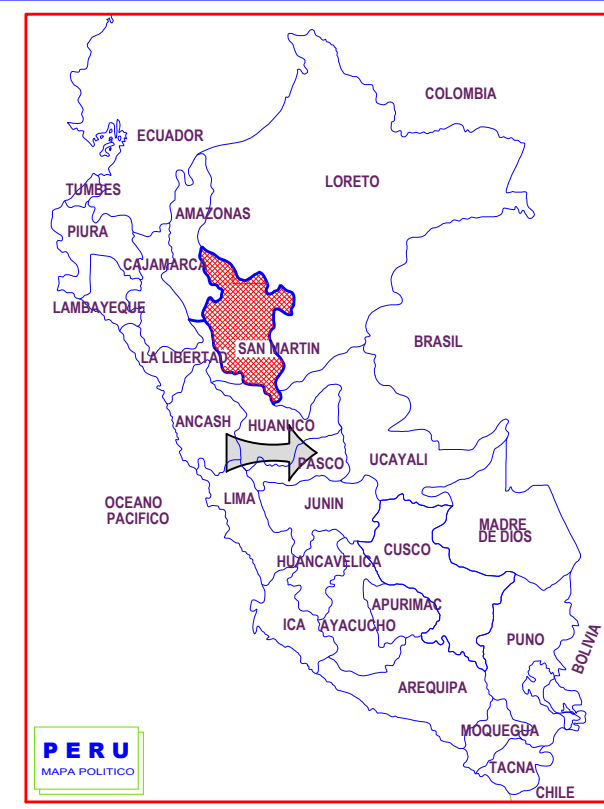 COLOMBIA
ECUADOR
LORETO
TUMBES
AMAZONAS
PIURA
CAJAMARCA
LAMBAYEQUE
BRASIL
SAN MARTIN
LA LIBERTAD
ANCASH
HUANUCO
PASCO
UCAYALI
LIMA
OCEANO
PACIFICO
JUNIN
MADRE
DE DIOS
CUSCO
HUANCAVELICA
APURIMAC
ICA
AYACUCHO
PUNO
BOLIVIA
AREQUIPA
MOQUEGUA
PERU
MAPA POLITICO
TACNA
CHILE